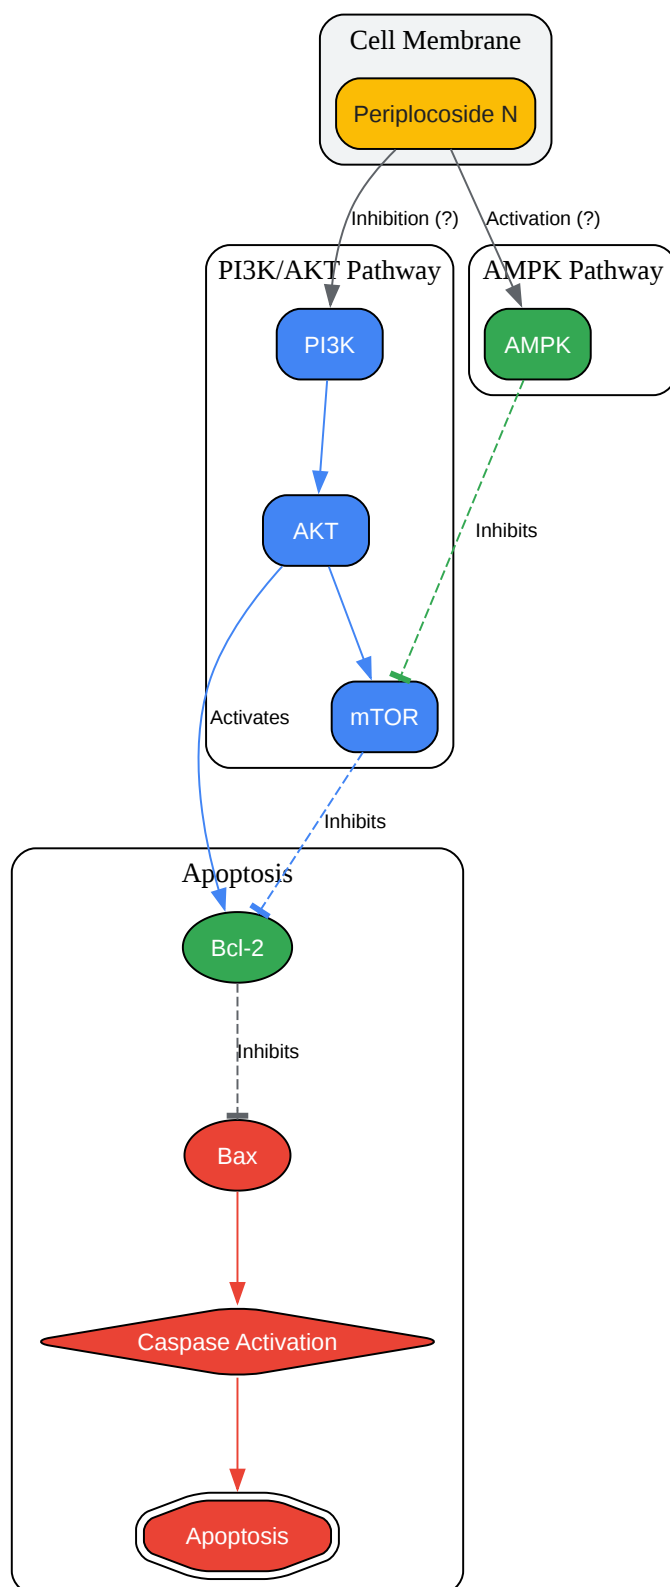 Cell Membrane
Periplocoside N
Inhibition (?)
Activation (?)
PI3K/AKT Pathway
AMPK Pathway
PI3K
AMPK
AKT
Inhibits
Activates
mTOR
Inhibits
Apoptosis
Bcl-2
Inhibits
Bax
Caspase Activation
Apoptosis